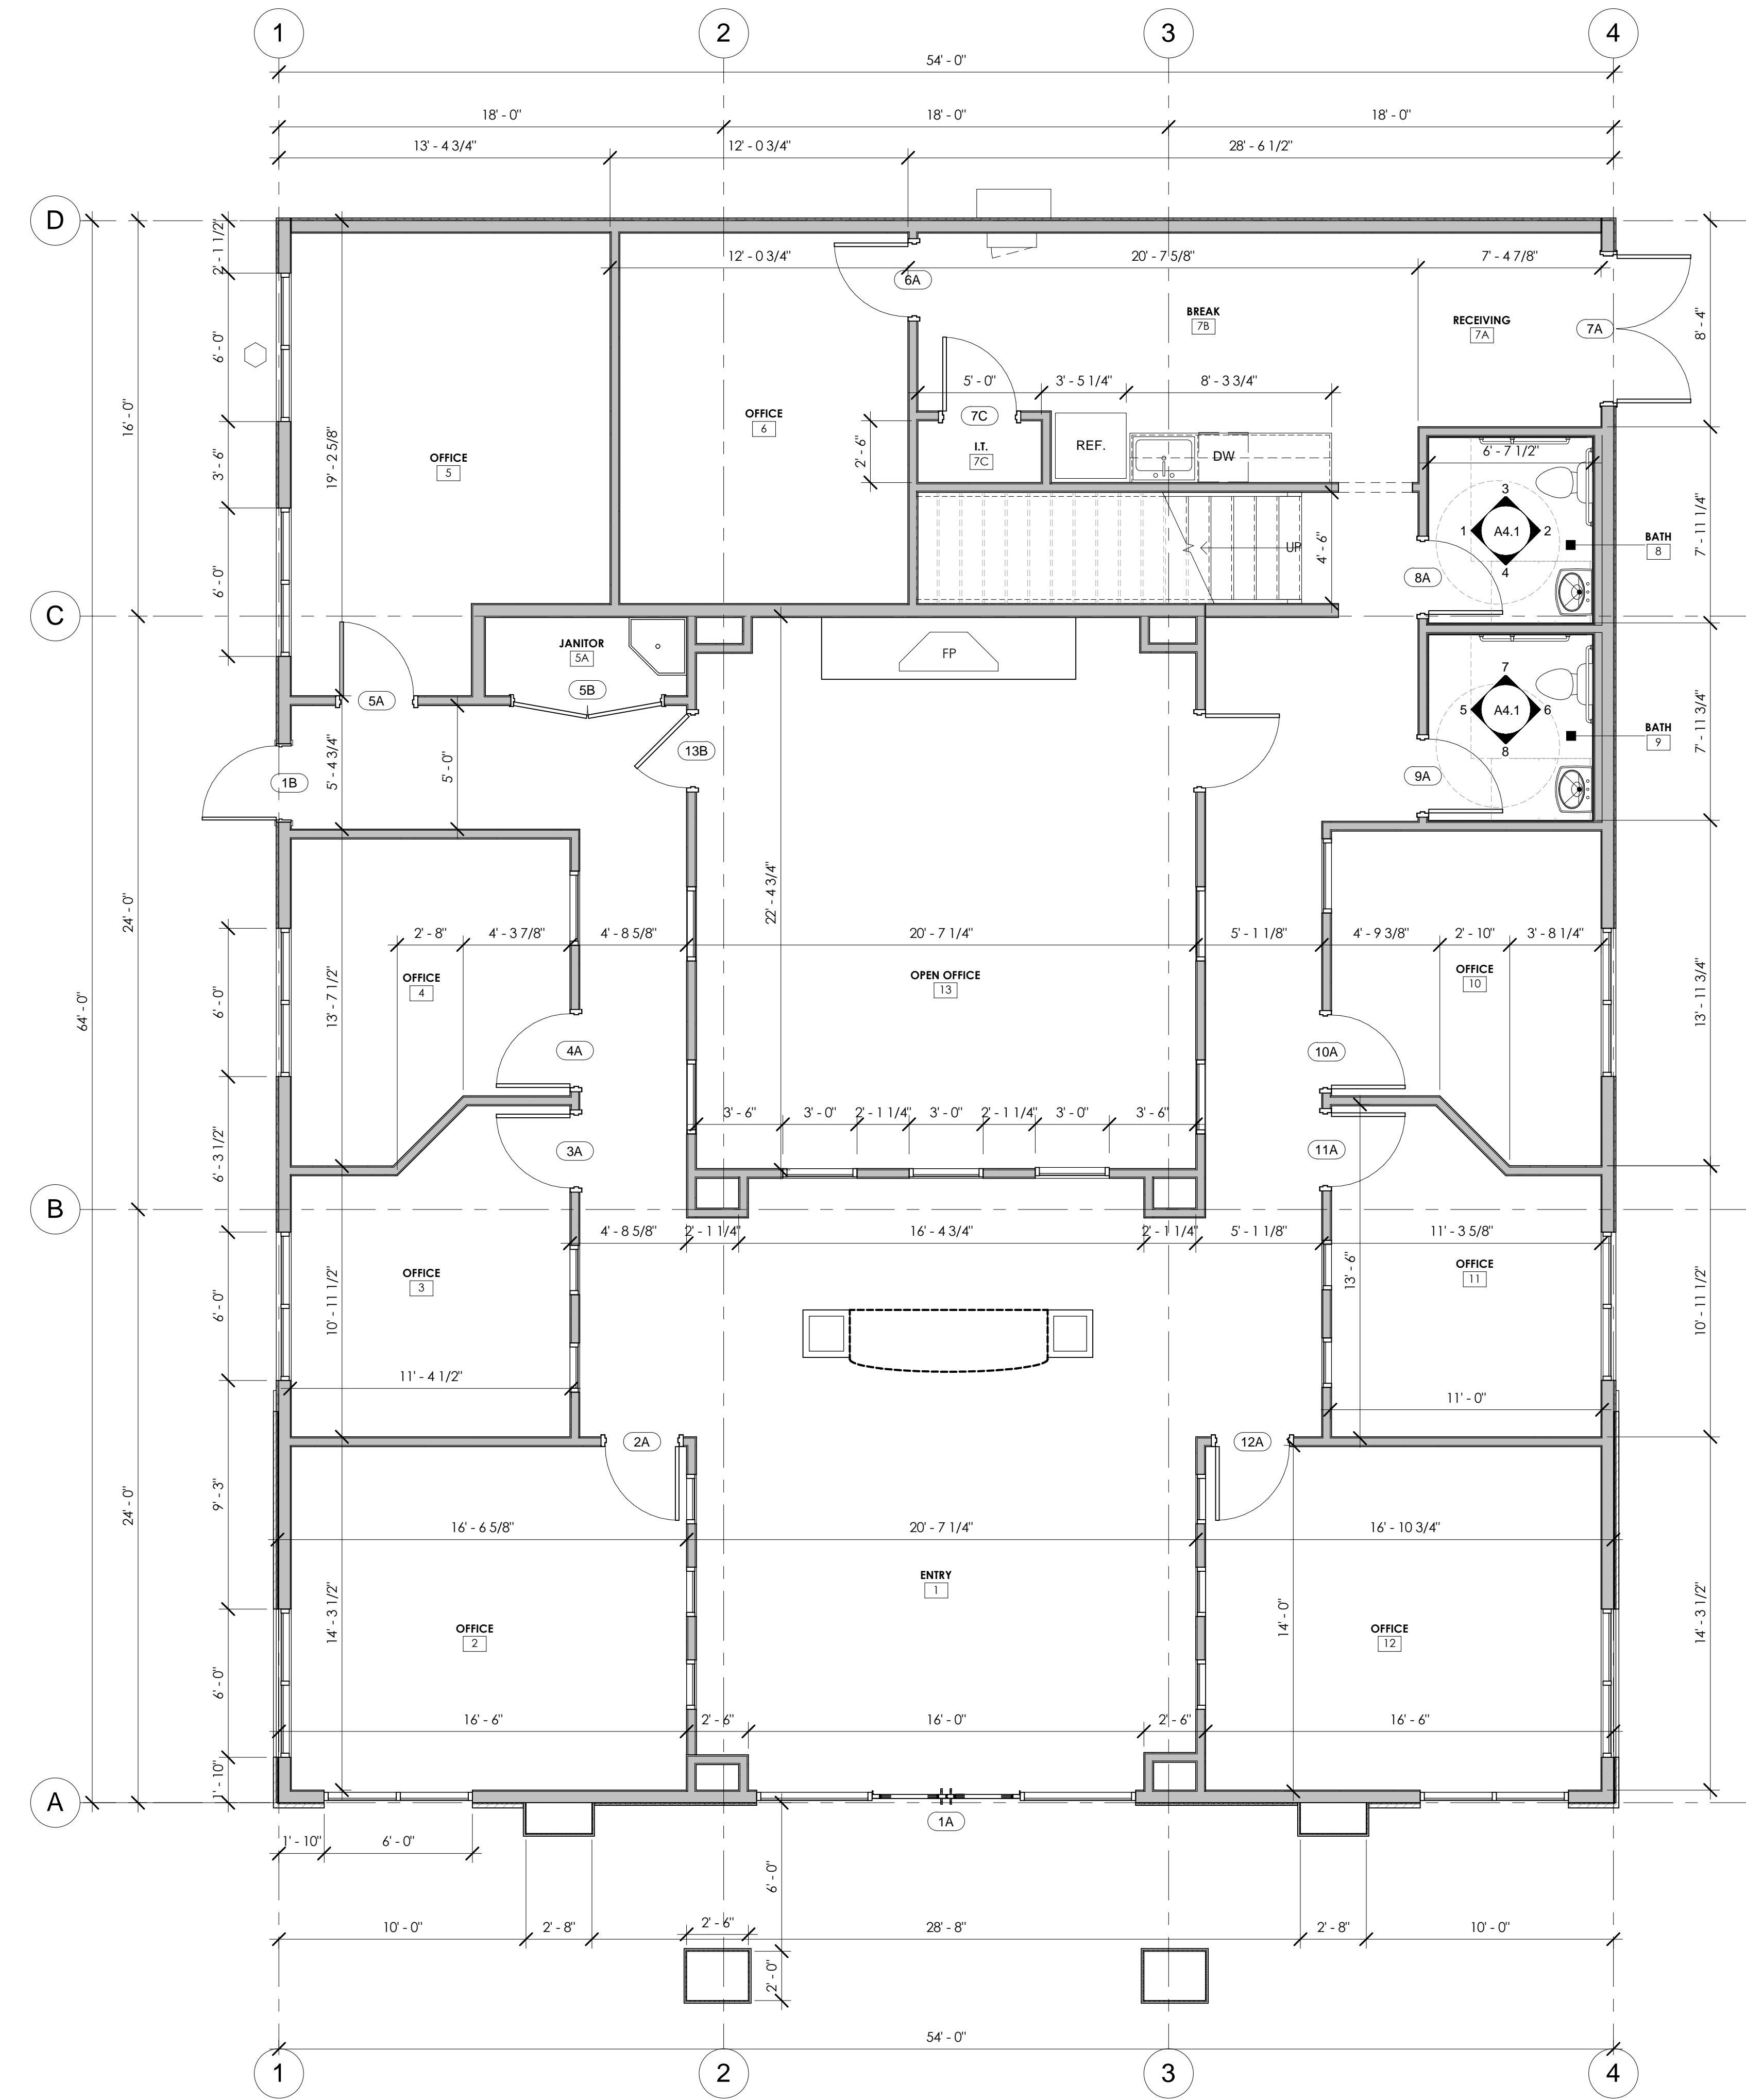 1 2 3 4
54' - 0"
18' - 0" 18' - 0" 18' - 0"
13' - 4 3/4" 12' - 0 3/4" 28' - 6 1/2"
D
2' - 1 1/2"
12' - 0 3/4" 20' - 7 5/8" 7' - 4 7/8"
6A
BREAK
7B
RECEIVING
7A
7A
8' - 4"
6' - 0"
16' - 0"
5' - 0" 3' - 5 1/4" 8' - 3 3/4"
OFFICE
6
7C
I.T.
7C
2' - 6"
REF.
DW
6' - 7 1/2"
OFFICE
5
19' - 2 5/8"
3' - 6"
3
1 A4.1 2
4
BATH
8
7' - 11 1/4"
UP
4' - 6"
8A
6' - 0"
C
JANITOR
5A
5B
FP
5A
7
5 A4.1 6
8
BATH
9
7' - 11 3/4"
13B
1B
5' - 4 3/4"
5' - 0"
9A
22' - 4 3/4"
24' - 0"
2' - 8" 4' - 3 7/8" 4' - 8 5/8" 20' - 7 1/4" 5' - 1 1/8" 4' - 9 3/8" 2' - 10" 3' - 8 1/4"
OFFICE
4
OPEN OFFICE
13
OFFICE
10
64' - 0"
6' - 0"
13' - 7 1/2"
13' - 11 3/4"
4A
10A
3' - 6" 3' - 0" 2' - 1 1/4" 3' - 0" 2' - 1 1/4" 3' - 0" 3' - 6"
3A
11A
6' - 3 1/2"
B
4' - 8 5/8" 2' - 1 1/4" 16' - 4 3/4" 2' - 1 1/4" 5' - 1 1/8" 11' - 3 5/8"
OFFICE
3
13' - 6"
OFFICE
11
6' - 0"
10' - 11 1/2"
10' - 11 1/2"
11' - 4 1/2"
11' - 0"
2A
12A
9' - 3"
24' - 0"
16' - 6 5/8" 20' - 7 1/4" 16' - 10 3/4"
ENTRY
1
14' - 3 1/2"
14' - 0"
14' - 3 1/2"
OFFICE
2
OFFICE
12
6' - 0"
16' - 6" 2' - 6" 16' - 0" 2' - 6" 16' - 6"
1' - 10"
A
1A
1' - 10" 6' - 0"
6' - 0"
10' - 0" 2' - 8" 2' - 6" 28' - 8" 2' - 8" 10' - 0"
2' - 0"
54' - 0"
1 2 3 4